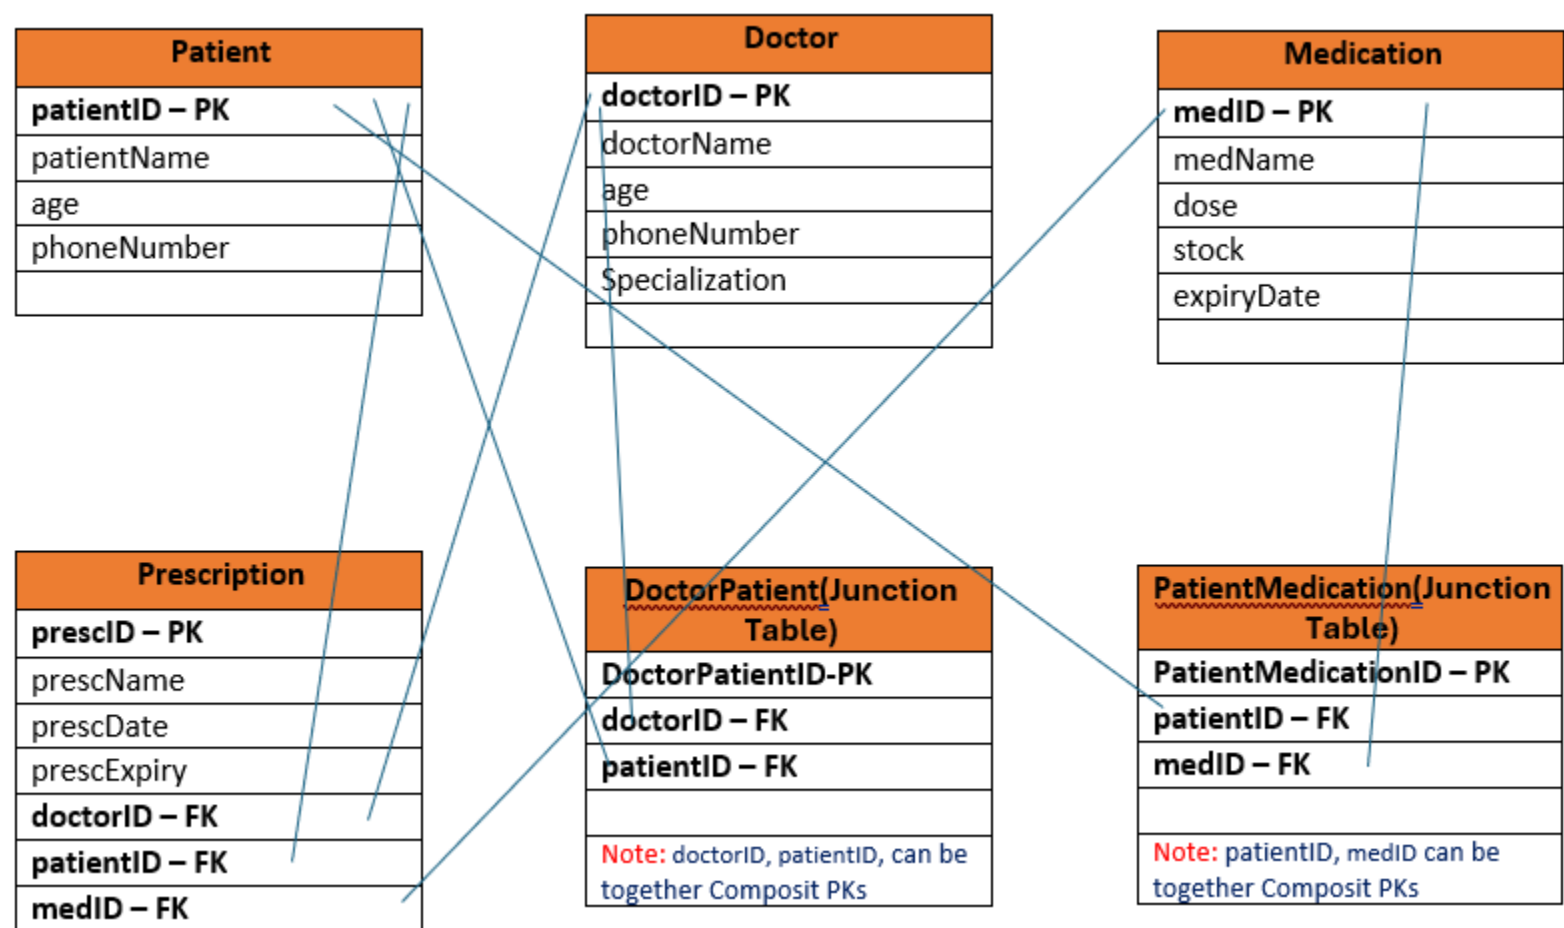 Patient
patientID – PK
patientName
age
phoneNumber
Doctor
doctorID – PK
doctorName
age
phoneNumber
Specialization
Medication
medID – PK
medName
dose
stock
expiryDate
Prescription
prescID – PK
prescName
prescDate
prescExpiry
doctorID – FK
patientID – FK
medID – FK
DoctorPatient(Junction
Table)
DoctorPatientID-PK
doctorID – FK
patientID – FK
Note: doctorID, patientID, can be
together Composit PKs
PatientMedication(Junction
Table)
PatientMedicationID – PK
patientID – FK
medID – FK
Note: patientID, medID can be
together Composit PKs